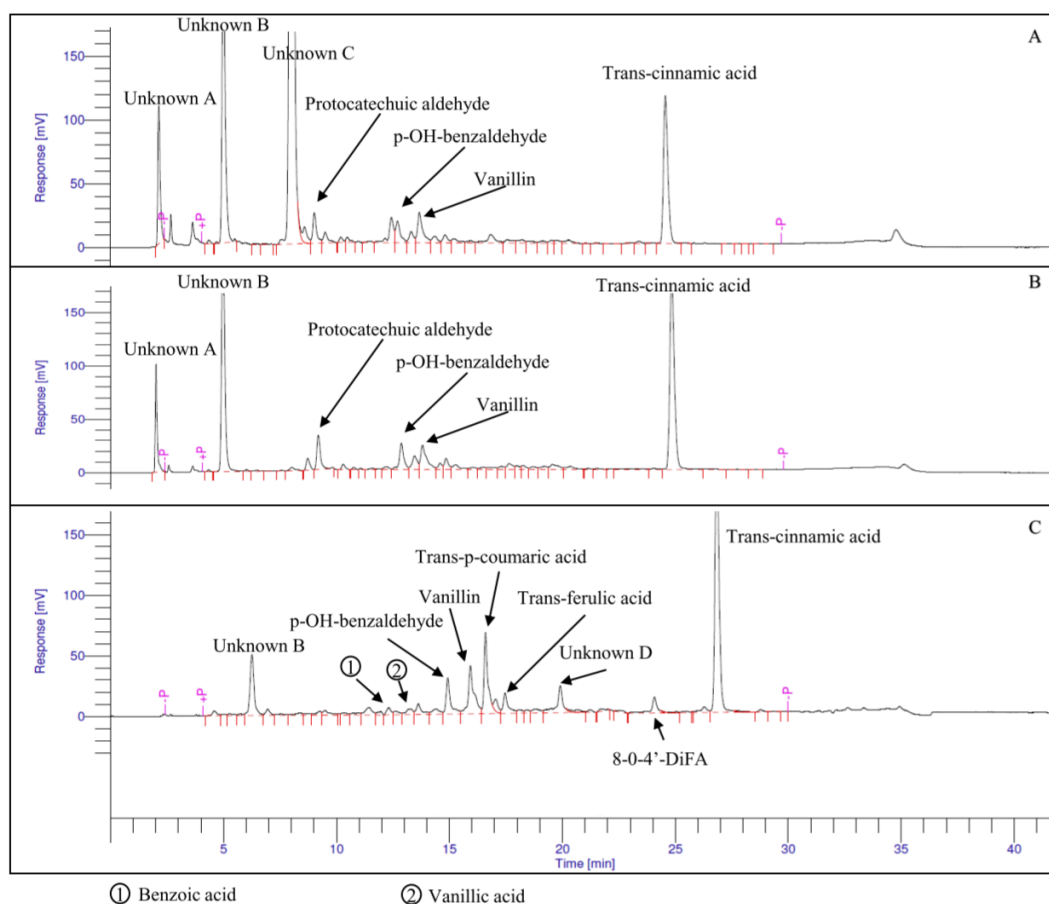 A
Unknown B
Unknown C
Trans-cinnamic acid
Unknown A
Protocatechuic aldehyde
p-OH-benzaldehyde
Vanillin
Response [mV]
150
100
50
0
P
P+
P
B
Unknown B
Trans-cinnamic acid
Unknown A
Protocatechuic aldehyde
p-OH-benzaldehyde
Vanillin
Response [mV]
150
100
50
0
P
P+
P
C
Trans-cinnamic acid
Trans-p-coumaric acid
Vanillin
Trans-ferulic acid
p-OH-benzaldehyde
Unknown B
① ②
Unknown D
8-0-4’-DiFA
Response [mV]
150
100
50
0
P
P+
P
5 10 15 20 25 30 35 40
Time [min]
① Benzoic acid ② Vanillic acid